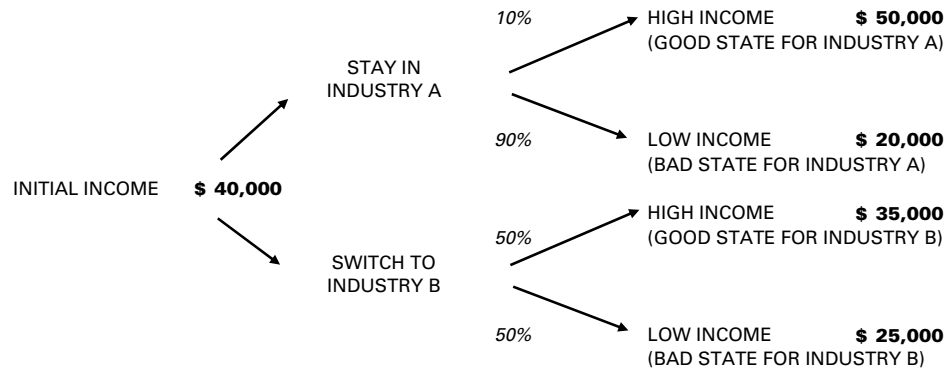 10%
HIGH INCOME $ 50,000
(GOOD STATE FOR INDUSTRY A)
STAY IN
INDUSTRY A
90%
LOW INCOME $ 20,000
(BAD STATE FOR INDUSTRY A)
INITIAL INCOME $ 40,000
50%
HIGH INCOME $ 35,000
(GOOD STATE FOR INDUSTRY B)
SWITCH TO
INDUSTRY B
50%
LOW INCOME $ 25,000
(BAD STATE FOR INDUSTRY B)